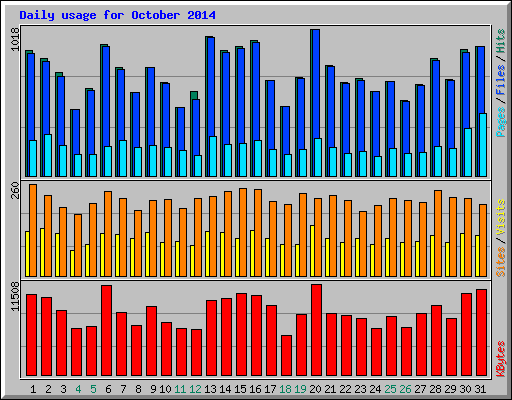 Daily usage for October 2014
1018
Pages / Files / Hits
260
Sites / Visits
11508
KBytes
1 2 3 4 5 6 7 8 9 10 11 12 13 14 15 16 17 18 19 20 21 22 23 24 25 26 27 28 29 30 31